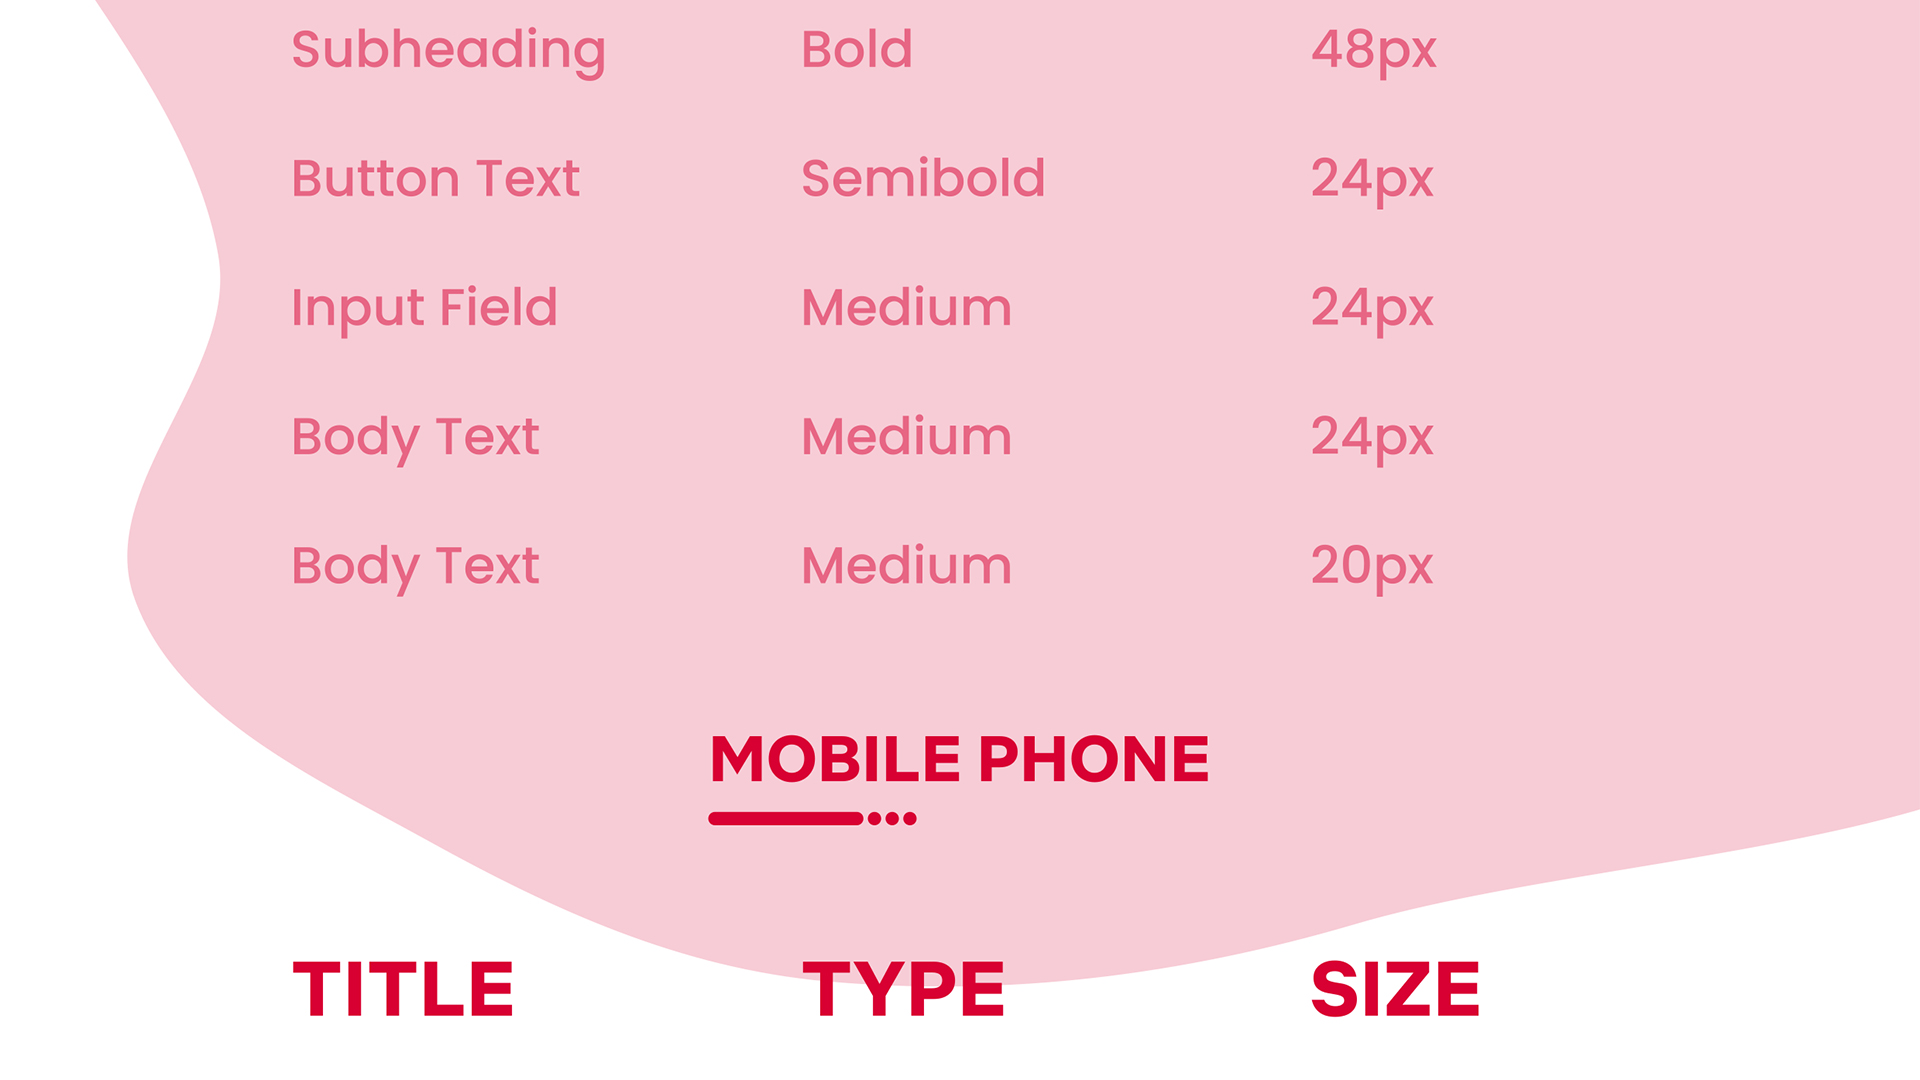 Subheading Bold 48px
Button Text Semibold 24px
Input Field Medium 24px
Body Text Medium 24px
Body Text Medium 20px
MOBILE PHONE
TITLE TYPE SIZE